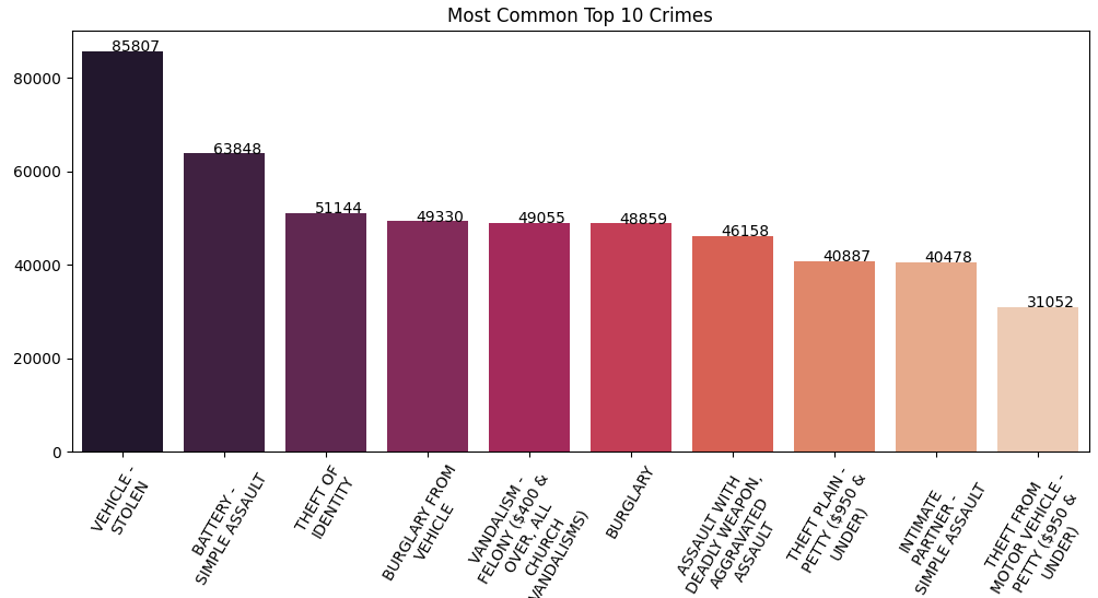 Most Common Top 10 Crimes
85807
63848
51144
49330
49055
48859
46158
40887
40478
31052
80000
60000
40000
20000
0
VEHICLE -
STOLEN
BATTERY -
SIMPLE ASSAULT
THEFT OF
IDENTITY
BURGLARY FROM
VEHICLE
VANDALISM -
FELONY ($400 &
OVER, ALL
CHURCH
VANDALISMS)
BURGLARY
ASSAULT WITH
DEADLY WEAPON,
AGGRAVATED
ASSAULT
THEFT PLAIN -
PETTY ($950 &
UNDER)
INTIMATE
PARTNER -
SIMPLE ASSAULT
THEFT FROM
MOTOR VEHICLE -
PETTY ($950 &
UNDER)